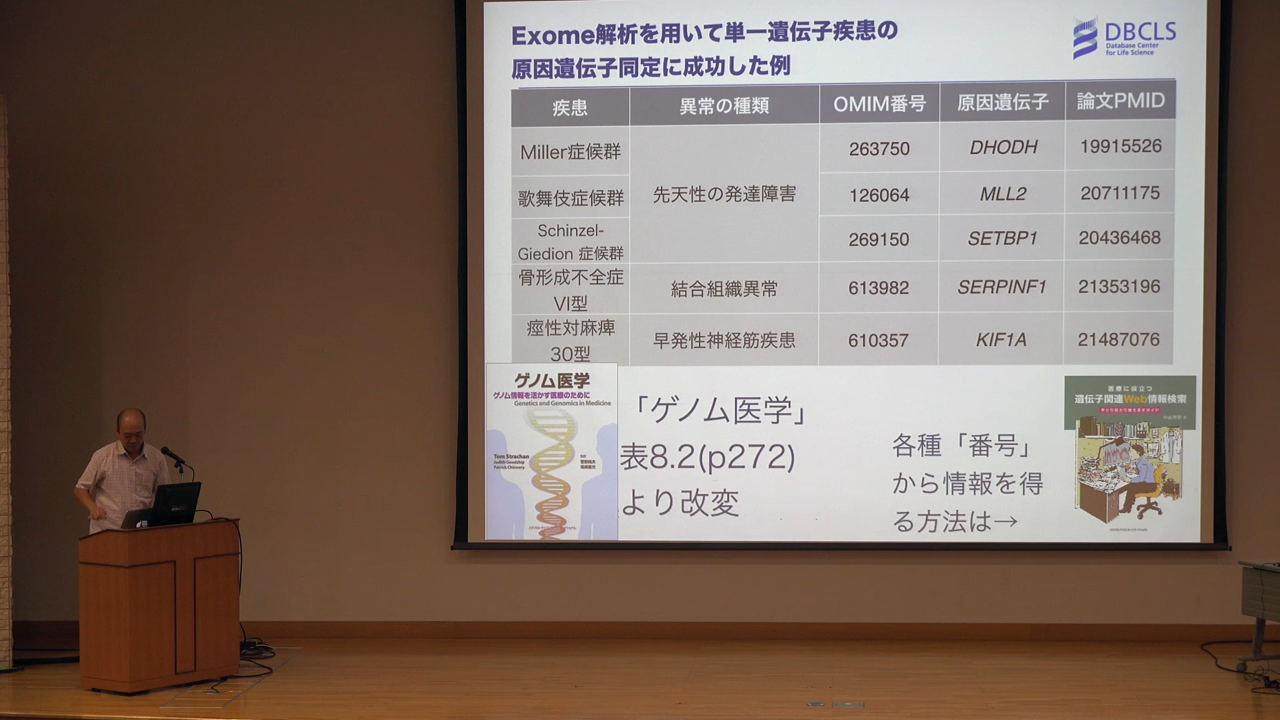 Exome解析を用いて単一遺伝子疾患の
原因遺伝子同定に成功した例
DBCLS
Database Center
for Life Science
疾患 異常の種類 OMIM番号 原因遺伝子 論文PMID
Miller症候群 263750 DHODH 19915526
歌舞伎症候群 先天性の発達障害 126064 MLL2 20711175
Schinzel-
Giedion 症候群 269150 SETBP1 20436468
骨形成不全症
VI型 結合組織異常 613982 SERPINF1 21353196
痙性対麻痺
30型 早発性神経筋疾患 610357 KIF1A 21487076
ゲノム医学
ゲノム情報を活かす医療のために
Genetics and Genomics in Medicine
Tom Strachan
Judith Goodship
Patrick Chinnery
「ゲノム医学」
表8.2(p272)
より改変
各種「番号」
から情報を得
る方法は→
医療に役立つ
遺伝子関連Web情報検索